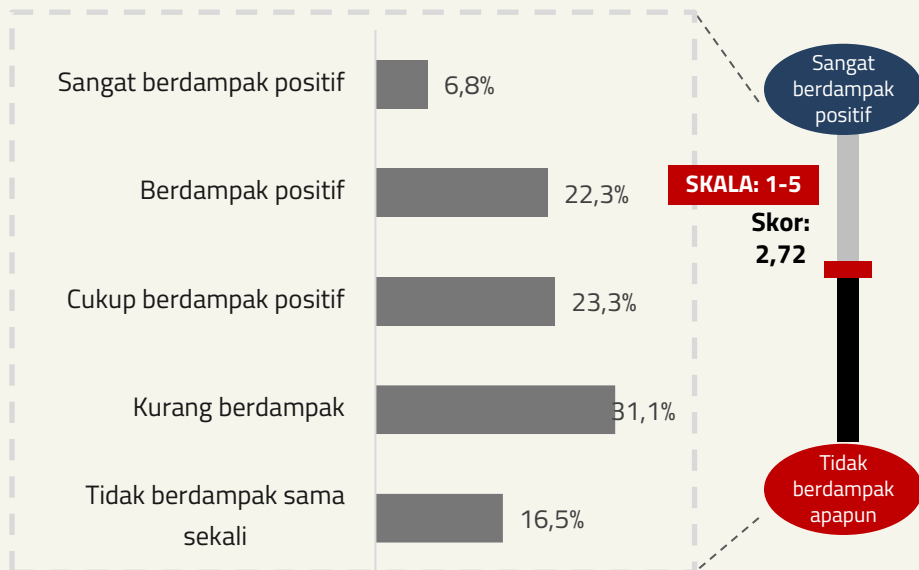 Sangat berdampak positif
6,8%
Berdampak positif
22,3%
Cukup berdampak positif
23,3%
Kurang berdampak
31,1%
Tidak berdampak sama
sekali
16,5%
Sangat
berdampak
positif
SKALA: 1-5
Skor:
2,72
Tidak
berdampak
apapun